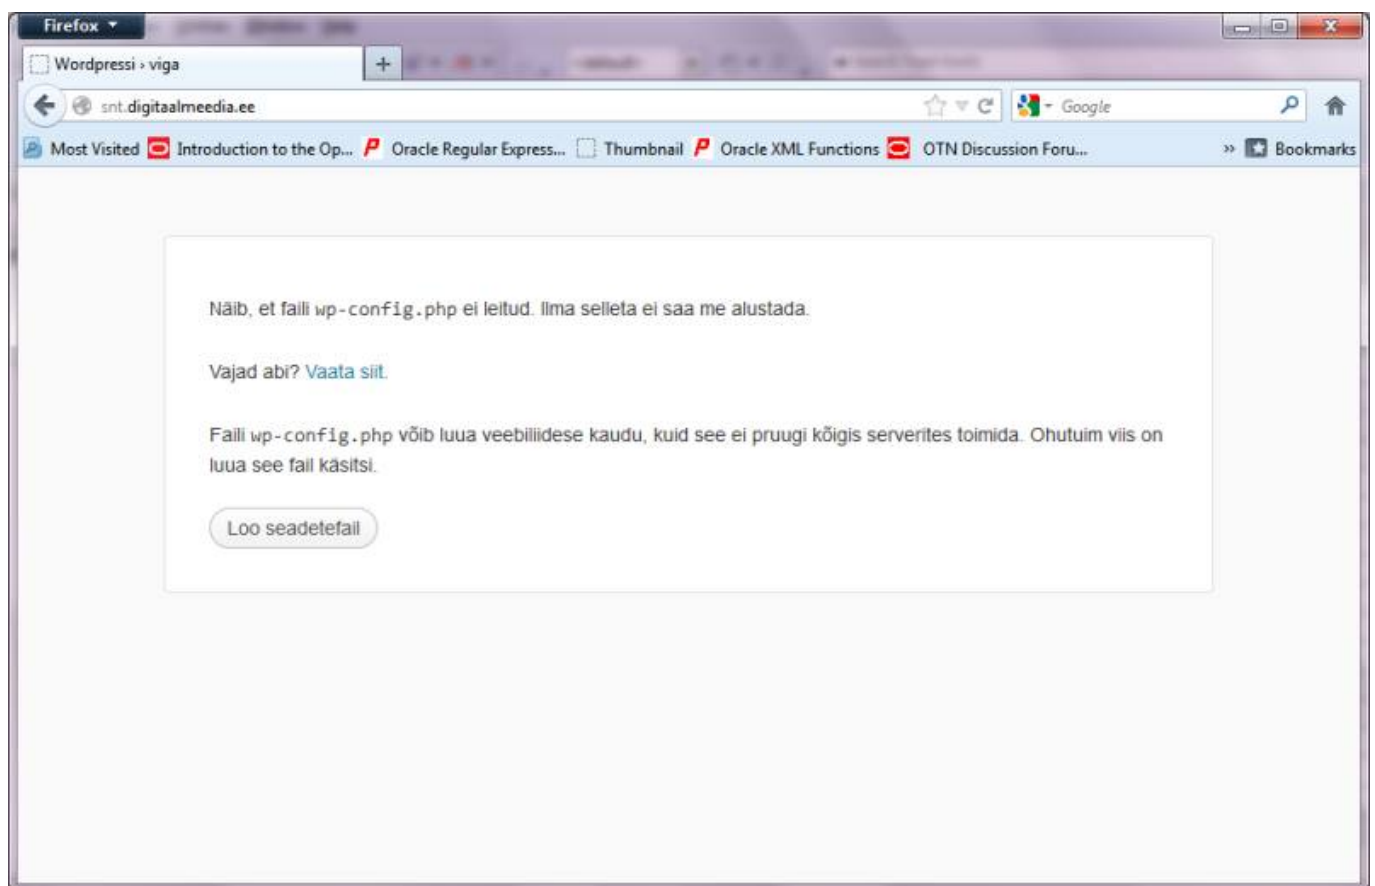 Firefox
Wordpressi › viga
snt.digitaalmeedia.ee
Google
Most Visited Introduction to the Op... Oracle Regular Express... Thumbnail Oracle XML Functions OTN Discussion Foru... » Bookmarks
Näib, et faili wp-config.php ei leitud. Ilma selleta ei saa me alustada.
Vajad abi? Vaata siit.
Faili wp-config.php võib luua veebiliidese kaudu, kuid see ei pruugi kõigis serverites toimida. Ohutuim viis on
luua see fail käsitsi.
Loo seadetefail